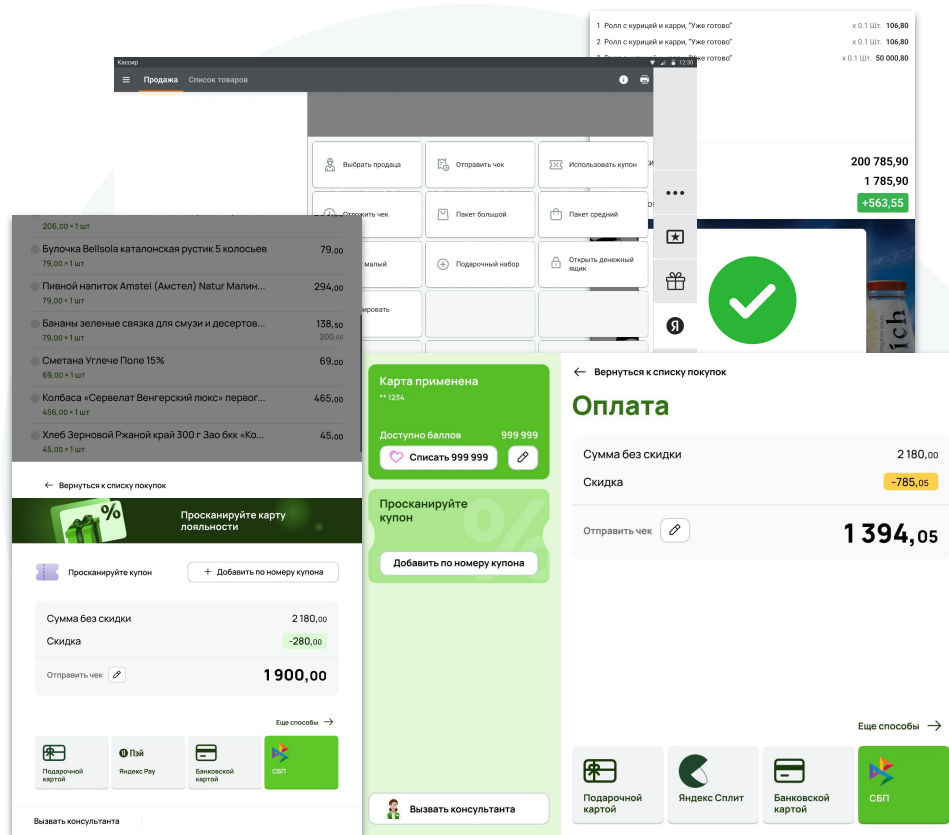 1 Ролл с курицей и карри, "Уже готово" х 0.1 Шт. 106,80
2 Ролл с курицей и карри, "Уже готово" х 0.1 Шт. 106,80
"Уже готово" х 0.1 Шт. 50 000,80
200 785,90
1 785,90
+563,55
Кассир 12:30
Продажа Список товаров
Выбрать продаца
Отправить чек
Использовать купон
Отложить чек
Пакет большой
Пакет средний
малый
Подарочный набор
Открыть денежный
ящик
ировать
Я
ich
206,00 × 1 шт
Булочка Bellsola каталонская рустик 5 колосьев 79,00
79,00 × 1 шт
Пивной напиток Amstel (Амстел) Natur Малин... 294,00
79,00 × 1 шт
Бананы зеленые связка для смузи и десертов... 138,50
79,00 × 1 шт 200,00
Сметана Углече Поле 15% 69,00
69,00 × 1 шт
Колбаса «Сервелат Венгерский люкс» первог... 465,00
456,00 × 1 шт
Хлеб Зерновой Ржаной край 300 г Зао бкк «Ко... 45,00
45,00 × 1 шт
Вернуться к списку покупок
%
Просканируйте карту
лояльности
Просканируйте купон
+ Добавить по номеру купона
Сумма без скидки 2 180,00
Скидка -280,00
Отправить чек 1 900,00
Еще способы
Подарочной
картой
Я Пэй
Яндекс Pay
Банковской
картой
СБП
Вызвать консультанта
Карта применена
** 1234
Доступно баллов 999 999
Списать 999 999
Просканируйте
купон
%
Добавить по номеру купона
Вызвать консультанта
Вернуться к списку покупок
Оплата
Сумма без скидки 2 180,00
Скидка -785,05
Отправить чек 1 394,05
Еще способы
Подарочной
картой
Яндекс Сплит
Банковской
картой
СБП